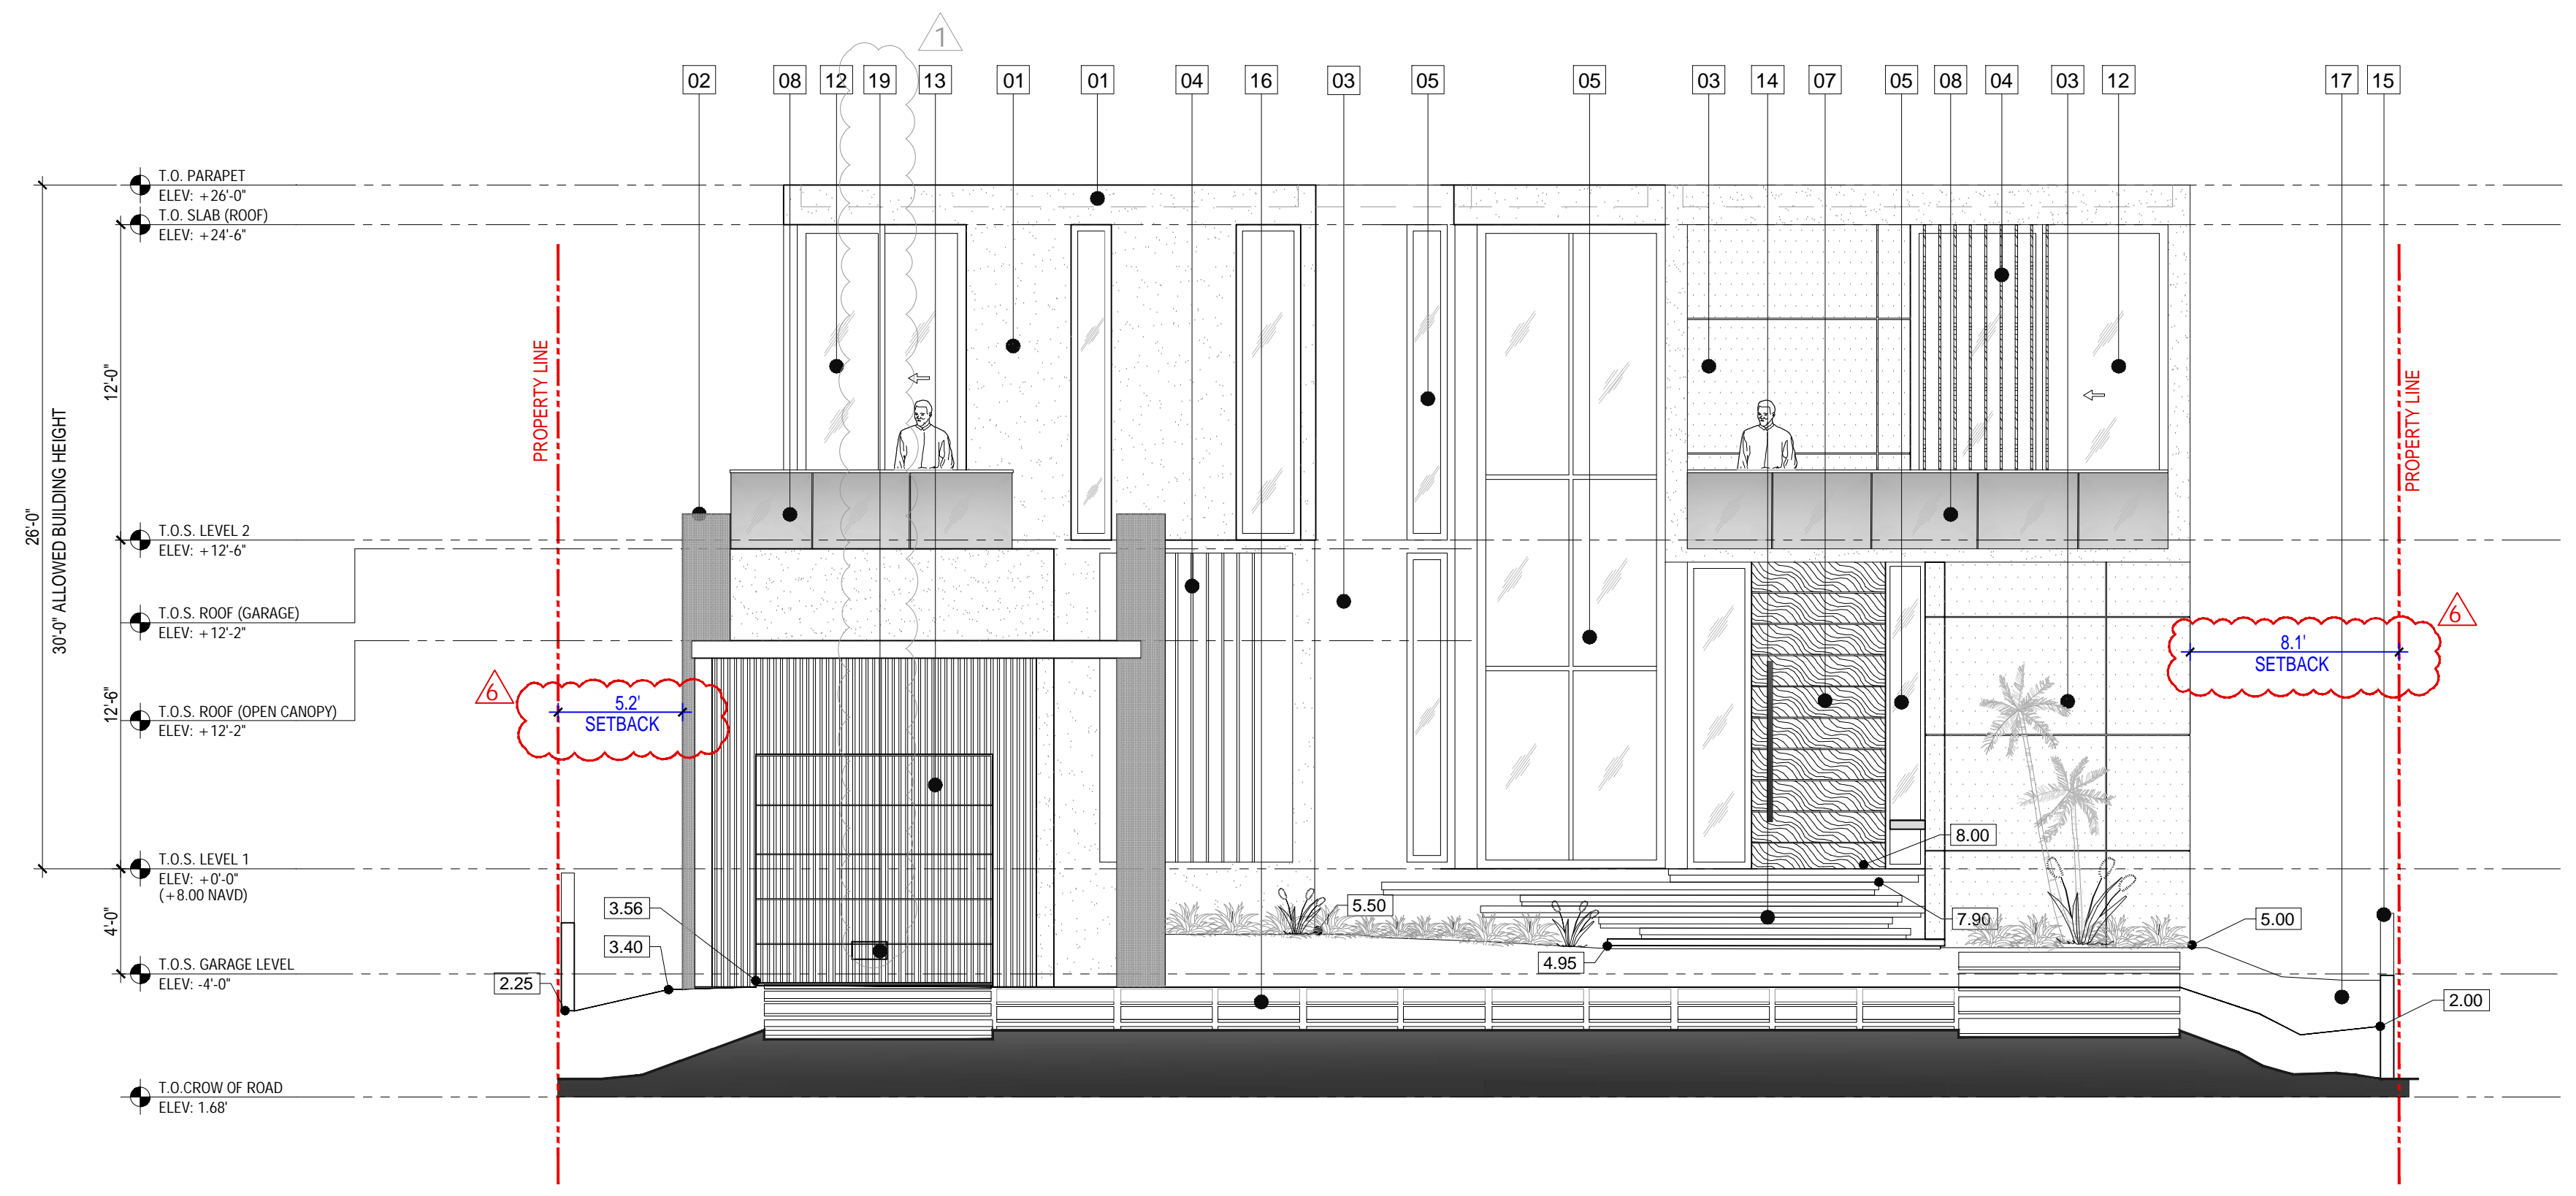 1
02 08 12 19 13 01 01 04 16 03 05 05 03 14 07 05 08 04 03 12 17 15
T.O. PARAPET
ELEV: +26'-0"
T.O. SLAB (ROOF)
ELEV: +24'-6"
12'-0"
PROPERTY LINE
PROPERTY LINE
26'-0"
30'-0" ALLOWED BUILDING HEIGHT
T.O.S. LEVEL 2
ELEV: +12'-6"
T.O.S. ROOF (GARAGE)
ELEV: +12'-2"
6
8.1'
SETBACK
6
5.2'
SETBACK
12'-6"
T.O.S. ROOF (OPEN CANOPY)
ELEV: +12'-2"
8.00
T.O.S. LEVEL 1
ELEV: +0'-0"
(+8.00 NAVD)
3.56
5.50
7.90
5.00
4'-0"
3.40
4.95
T.O.S. GARAGE LEVEL
ELEV: -4'-0"
2.25
2.00
T.O.CROW OF ROAD
ELEV: 1.68'